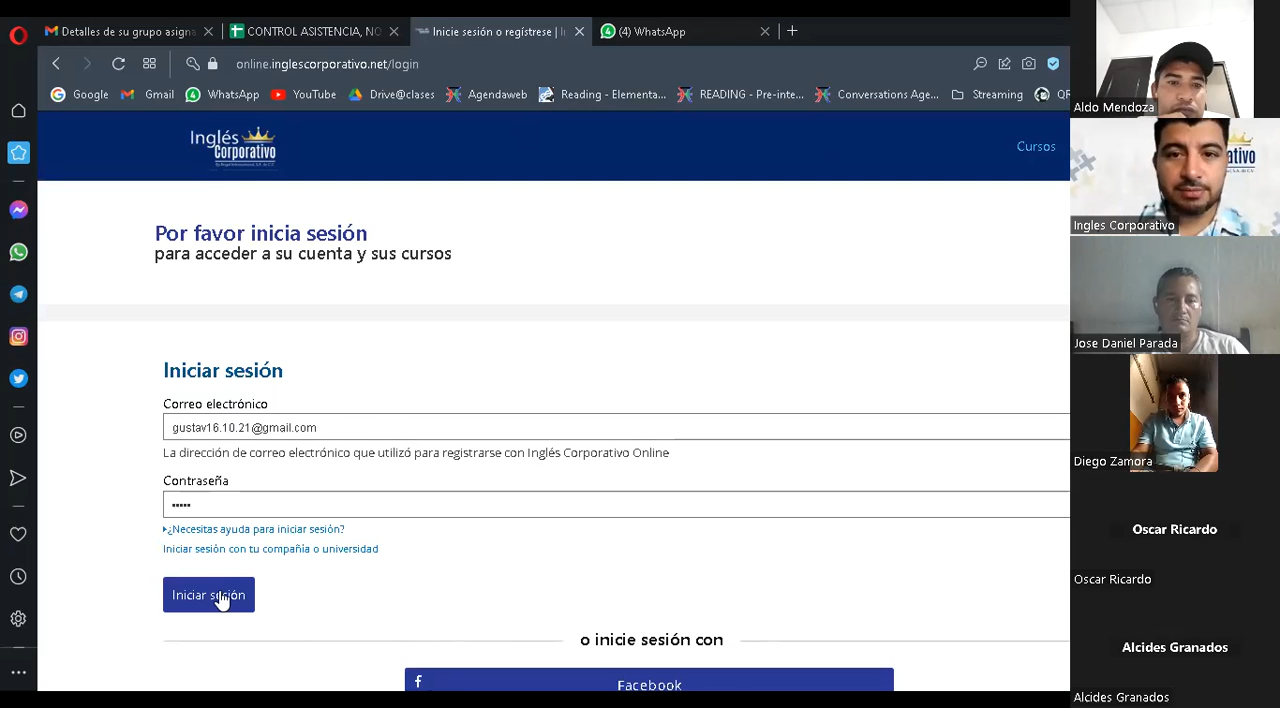 Detalles de su grupo asigna
CONTROL ASISTENCIA, NO
Inicie sesión o regístrese | I
(4) WhatsApp
online.inglescorporativo.net/login
Google
Gmail
WhatsApp
YouTube
Drive@clases
Agendaweb
Reading - Elementa...
READING - Pre-inte...
Conversations Age...
Streaming
QR
Inglés
Corporativo
Cursos
Por favor inicia sesión
para acceder a su cuenta y sus cursos
Iniciar sesión
Correo electrónico
gustav16.10.21@gmail.com
La dirección de correo electrónico que utilizó para registrarse con Inglés Corporativo Online
Contraseña
•••••
¿Necesitas ayuda para iniciar sesión?
Iniciar sesión con tu compañía o universidad
Iniciar sesión
o inicie sesión con
Facebook
Aldo Mendoza
Ingles Corporativo
Jose Daniel Parada
Diego Zamora
Oscar Ricardo
Oscar Ricardo
Alcides Granados
Alcides Granados